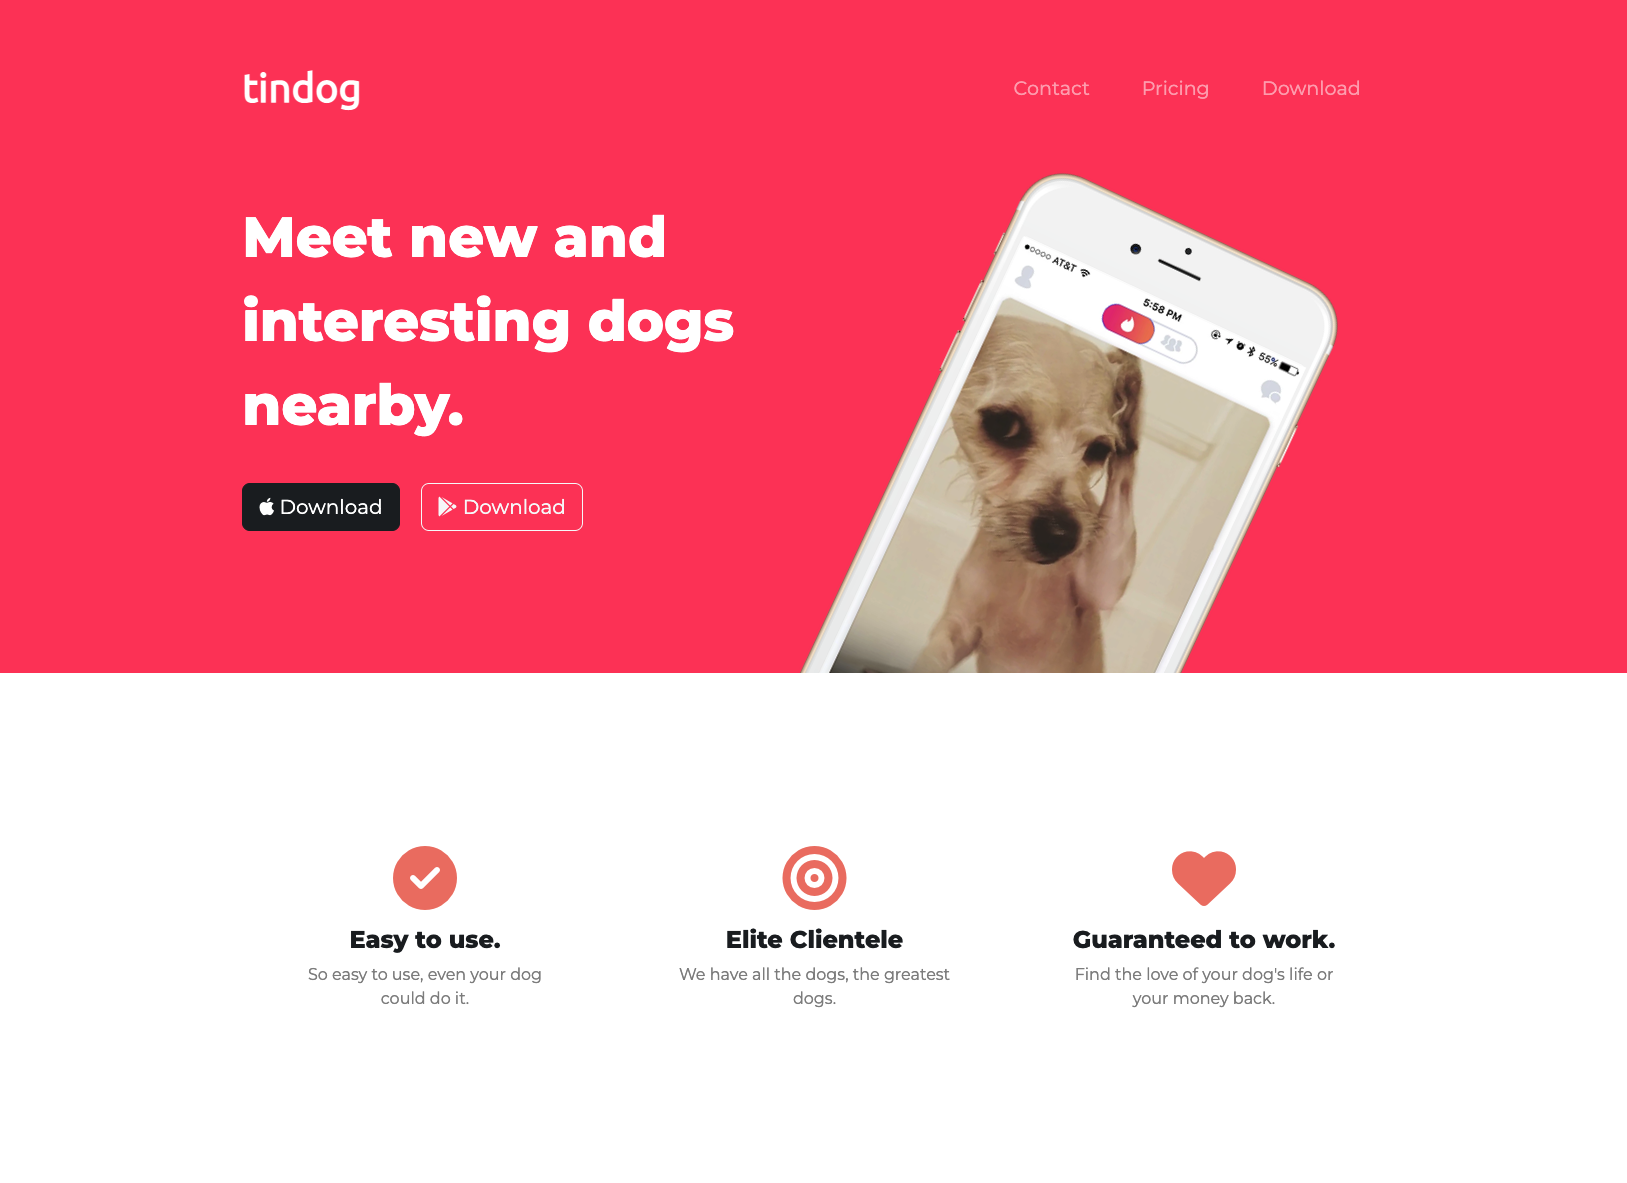 tindog
Contact Pricing Download
Meet new and
interesting dogs
nearby.
Download Download
AT&T
5:58 PM
55%
Easy to use.
So easy to use, even your dog
could do it.
Elite Clientele
We have all the dogs, the greatest
dogs.
Guaranteed to work.
Find the love of your dog's life or
your money back.